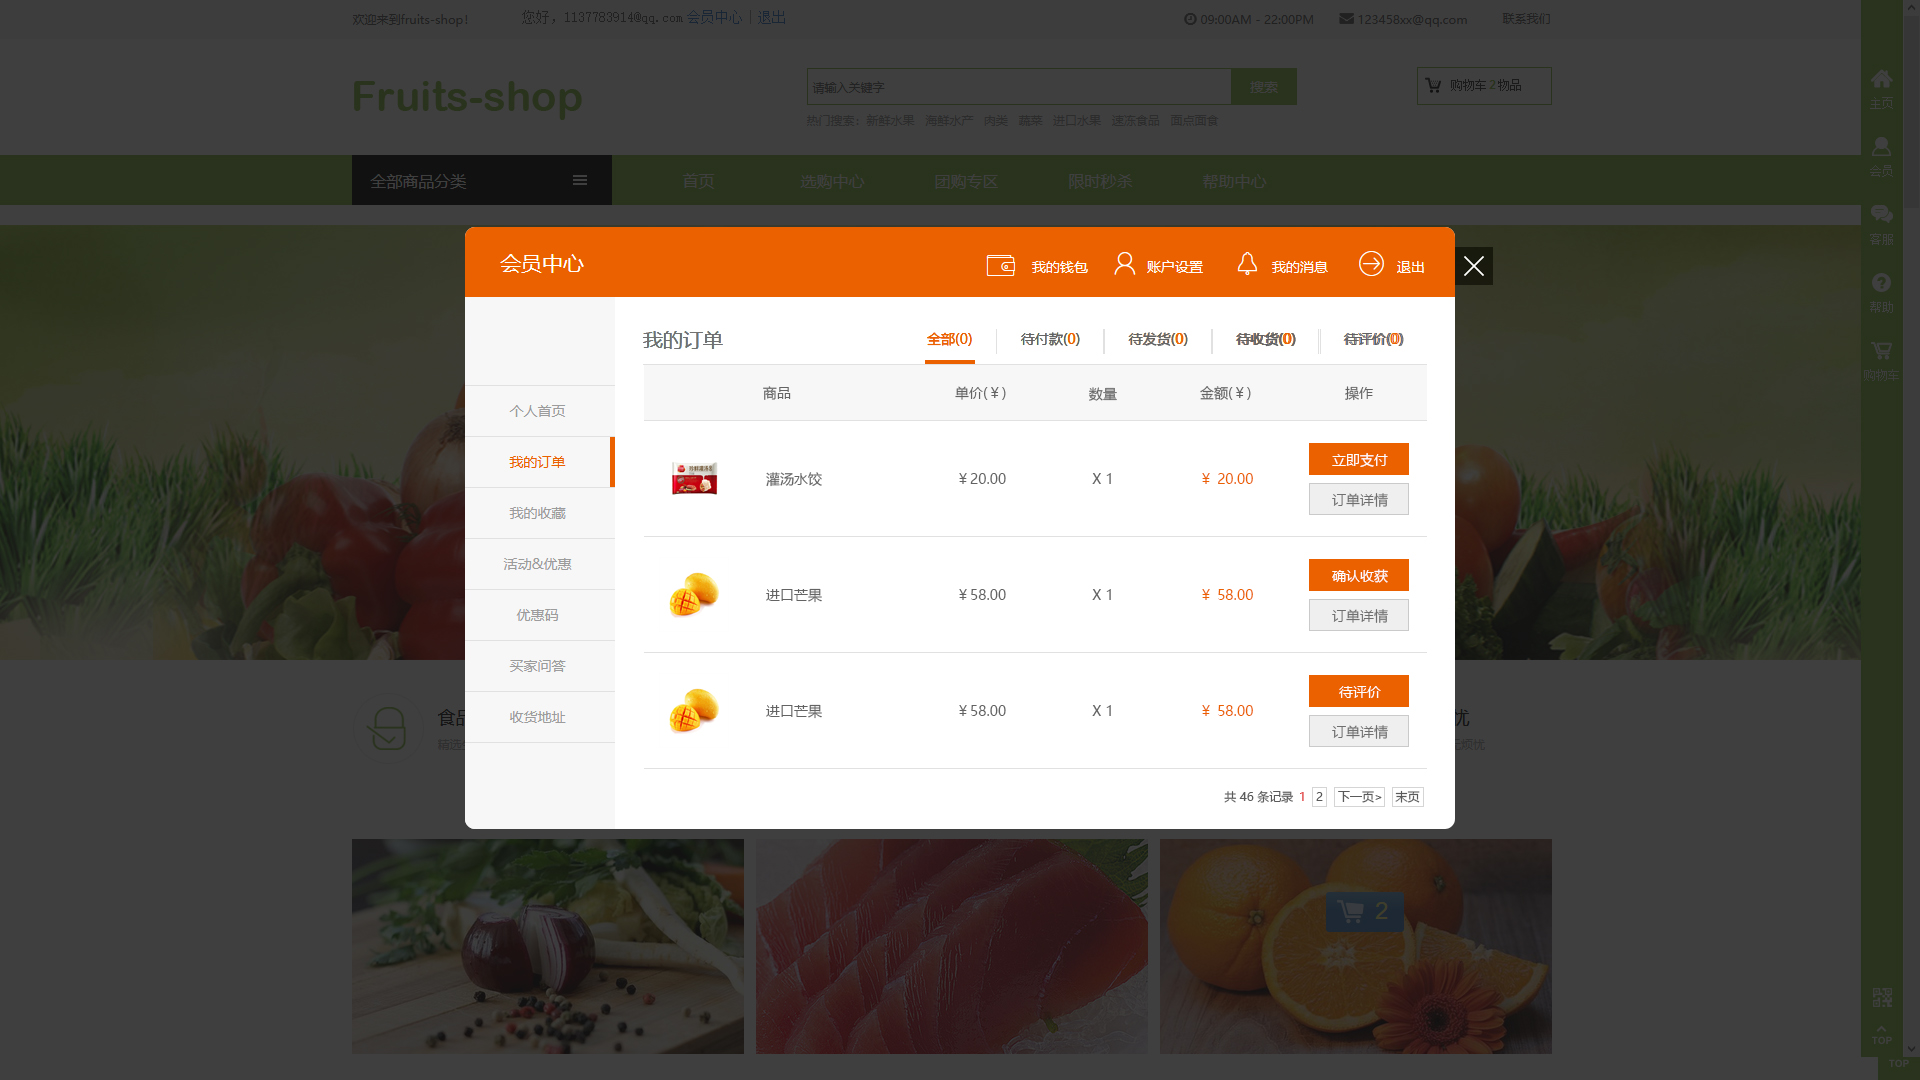 欢迎来到fruits-shop! 您好，1137783914@qq.com 会员中心 | 退出 09:00AM - 22:00PM 123458xx@qq.com 联系我们
Fruits-shop
请输入关键字 搜索
购物车 2物品
热门搜索: 新鲜水果 海鲜水产 肉类 蔬菜 进口水果 速冻食品 面点面食
全部商品分类 首页 选购中心 团购专区 限时秒杀 帮助中心
主页
会员
客服
帮助
购物车
会员中心 我的钱包 账户设置 我的消息 退出
我的订单 全部(0) 待付款(0) 待发货(0) 待收货(0) 待评价(0)
商品 单价(￥) 数量 金额(￥) 操作
个人首页
我的订单
我的收藏
活动&优惠
优惠码
买家问答
收货地址
灌汤水饺 ￥20.00 X 1 ￥ 20.00 立即支付
订单详情
进口芒果 ￥58.00 X 1 ￥ 58.00 确认收获
订单详情
进口芒果 ￥58.00 X 1 ￥ 58.00 待评价
订单详情
共 46 条记录 1 2 下一页> 末页
食品
精选
优
无烦忧
2
TOP
TOP